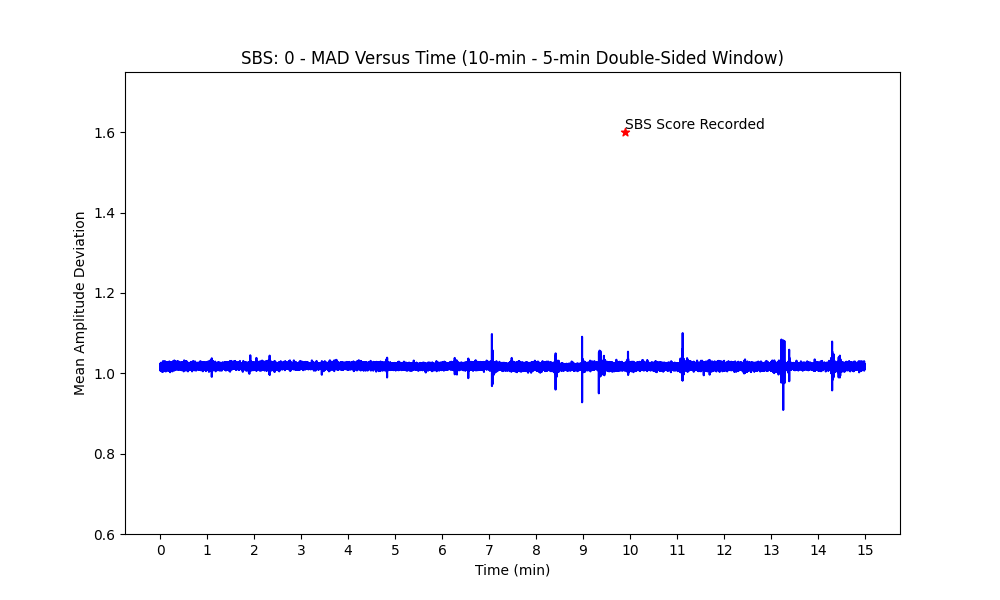 SBS: 0 - MAD Versus Time (10-min - 5-min Double-Sided Window)
SBS Score Recorded
Mean Amplitude Deviation
1.6
1.4
1.2
1.0
0.8
0.6
0 1 2 3 4 5 6 7 8 9 10 11 12 13 14 15
Time (min)